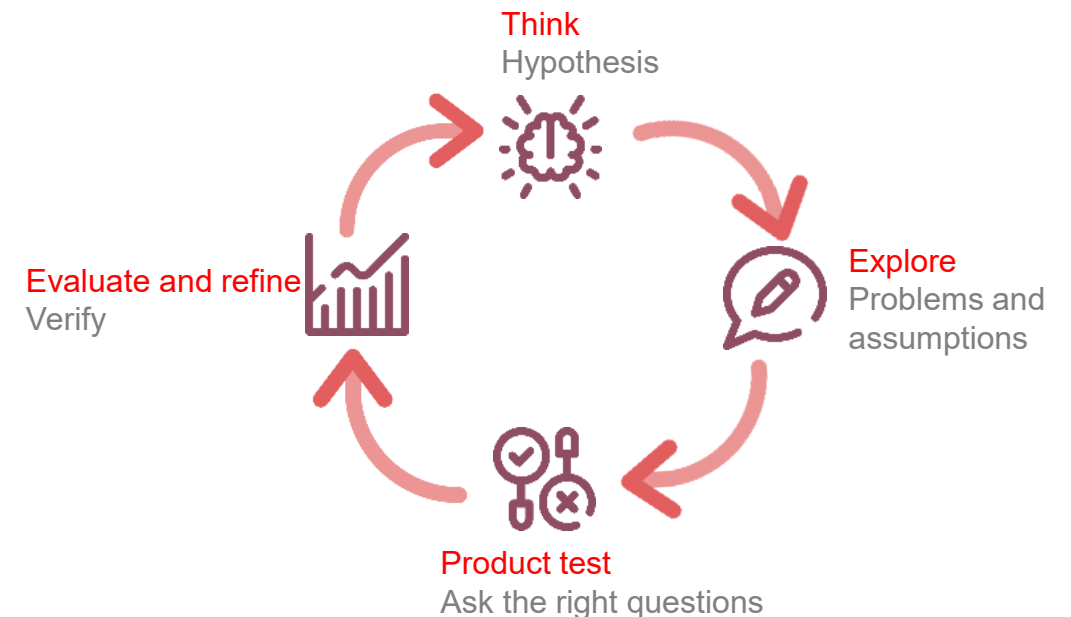 Think
Hypothesis
Explore
Problems and
assumptions
Product test
Ask the right questions
Evaluate and refine
Verify